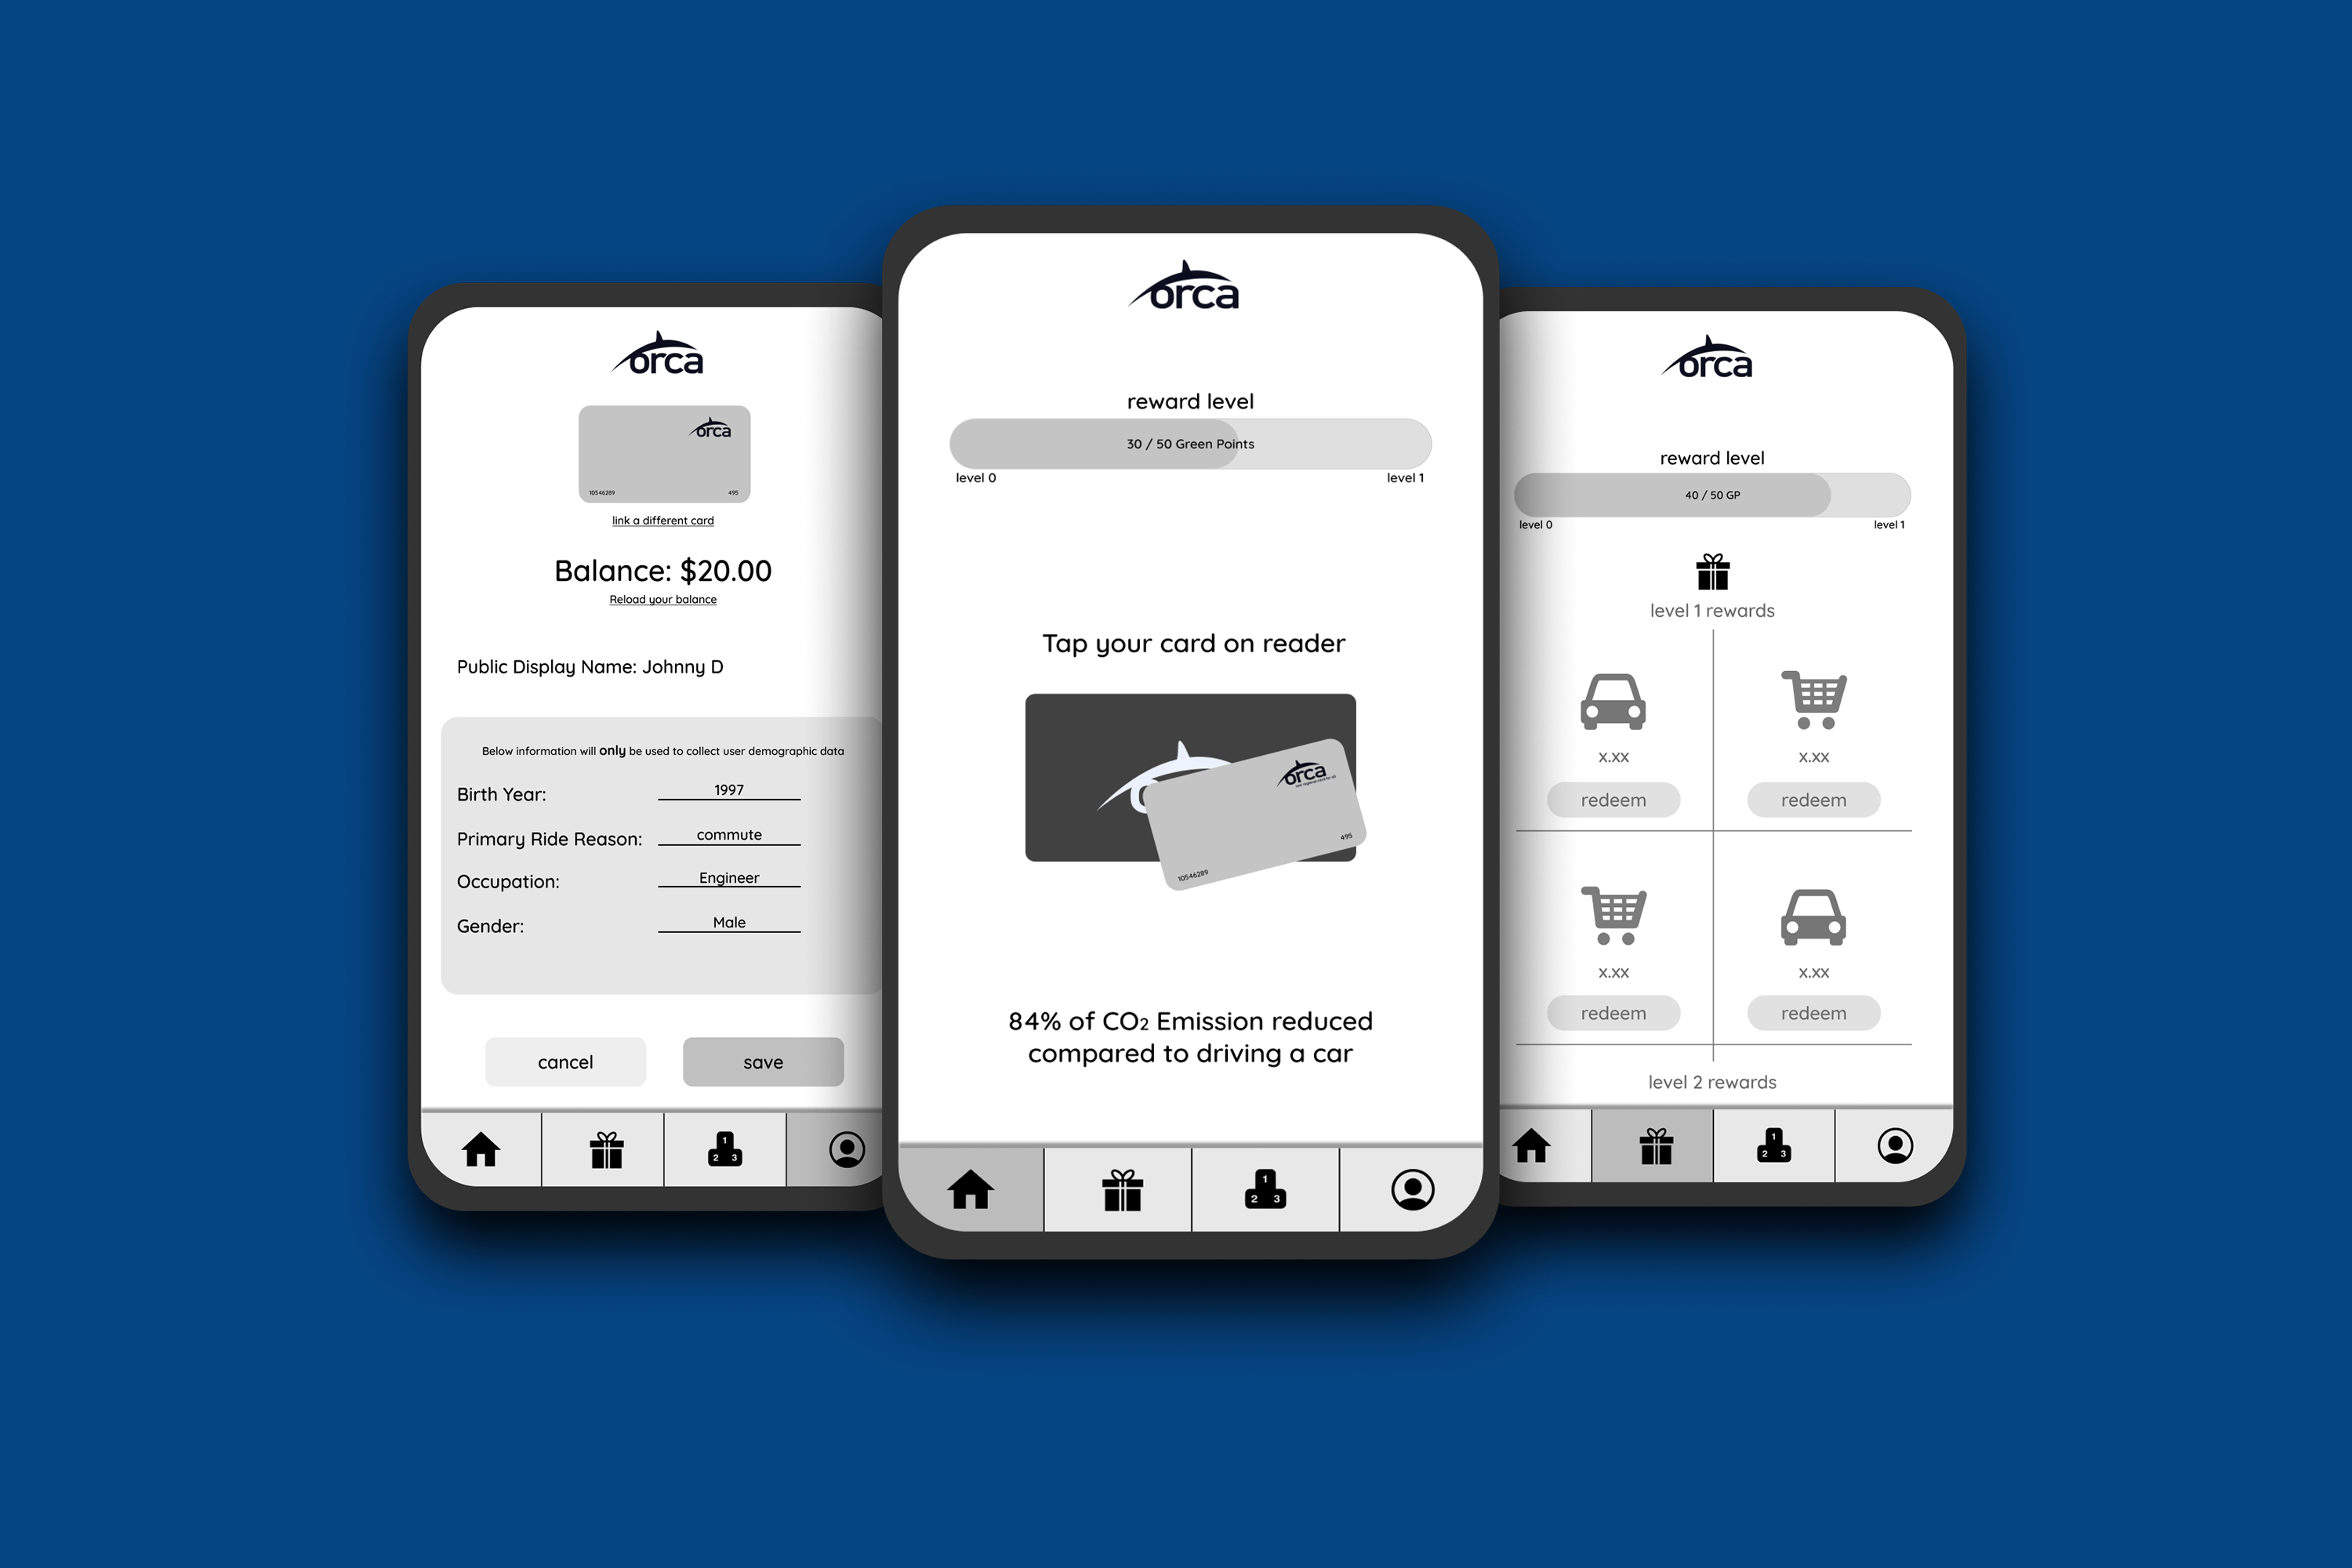 orca
orca
10546289 495
link a different card
Balance: $20.00
Reload your balance
Public Display Name: Johnny D
Below information will only be used to collect user demographic data
Birth Year: 1997
Primary Ride Reason: commute
Occupation: Engineer
Gender: Male
cancel save
1
2 3
orca
reward level
30 / 50 Green Points
level 0 level 1
Tap your card on reader
orca
495
10546289
84% of CO2 Emission reduced
compared to driving a car
1
2 3
orca
reward level
40 / 50 GP
level 0 level 1
level 1 rewards
x.xx x.xx
redeem redeem
x.xx x.xx
redeem redeem
level 2 rewards
1
2 3